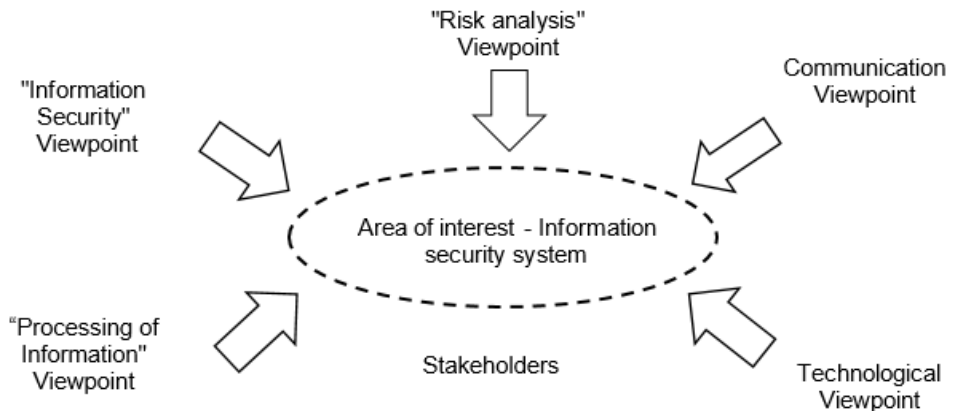 "Risk analysis"
Viewpoint
Communication
Viewpoint
"Information
Security"
Viewpoint
Area of interest - Information
security system
“Processing of
Information"
Viewpoint
Stakeholders
Technological
Viewpoint